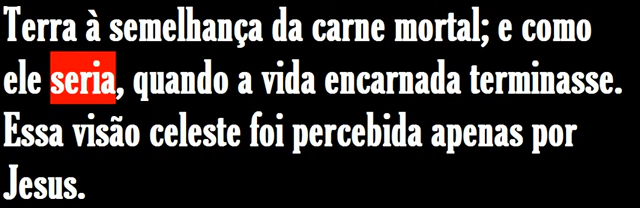 Terra à semelhança da carne mortal; e como
ele seria, quando a vida encarnada terminasse.
Essa visão celeste foi percebida apenas por
Jesus.